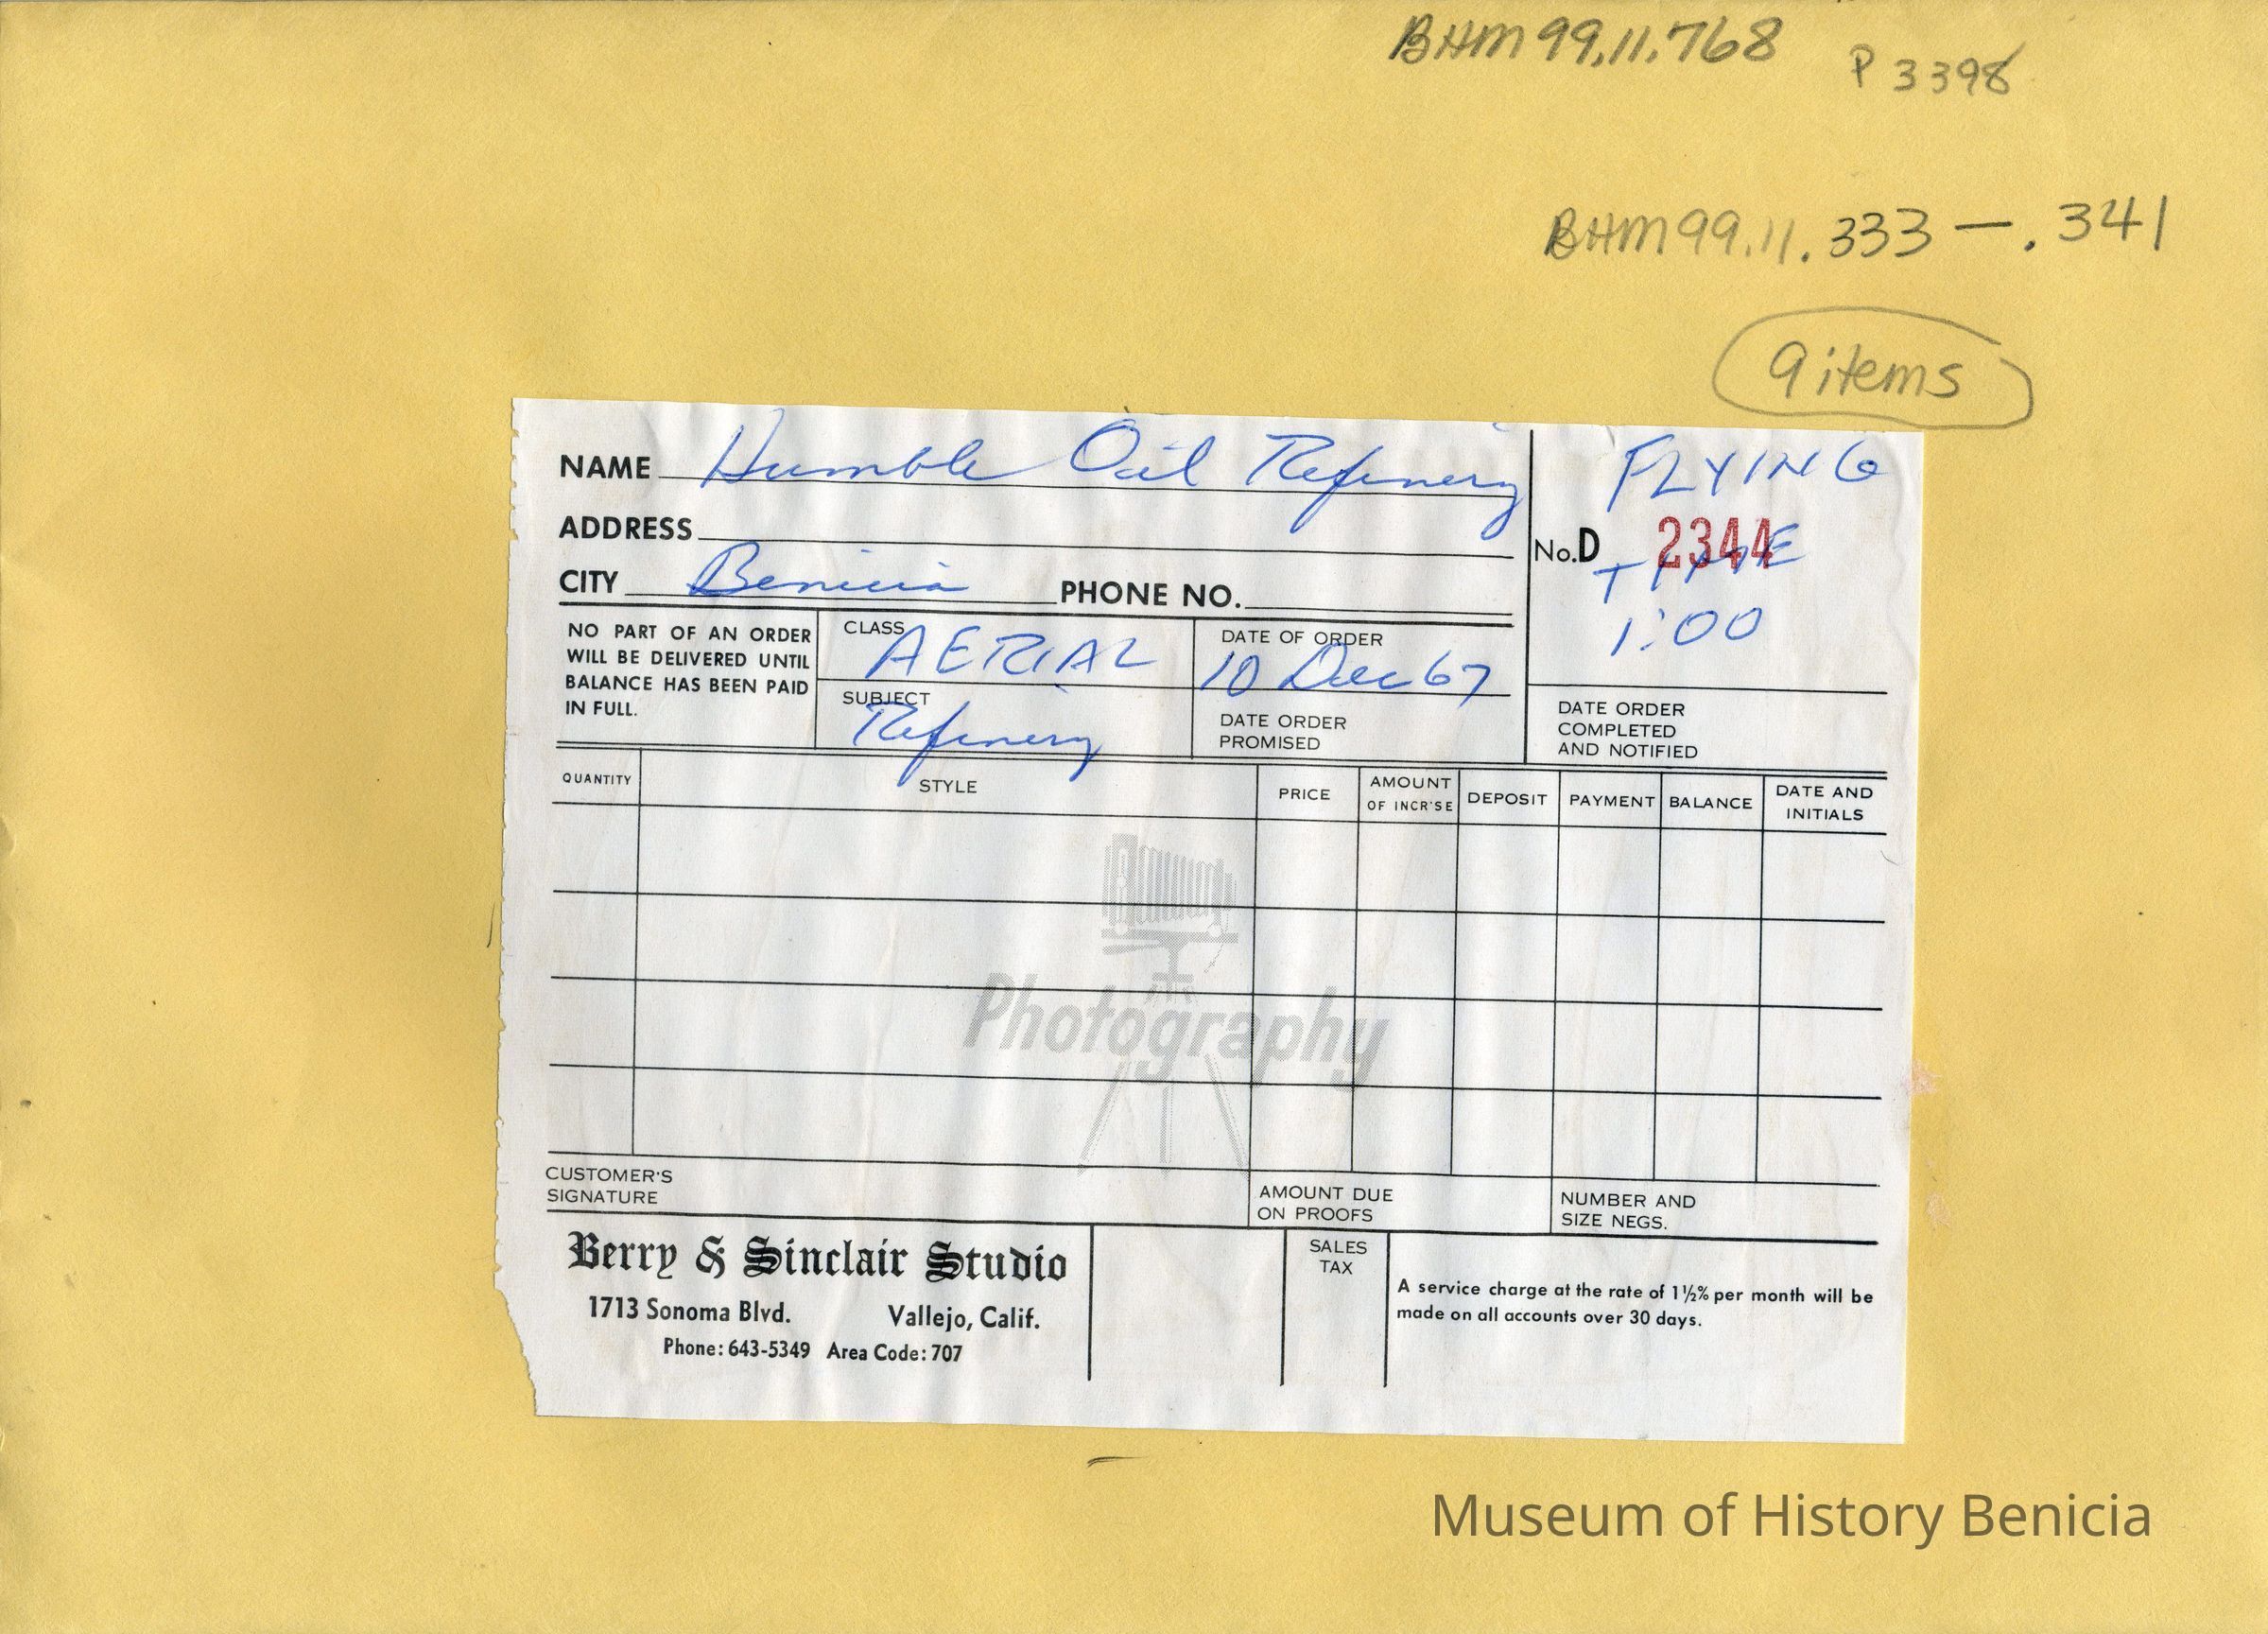 BHM 99.11.768 P 3398
BHM 99.11.333 — .341
9 items
NAME Humble Oil Refinery
FLYING
ADDRESS
No. D 2344
TIME
CITY Benicia PHONE NO.
1:00
NO PART OF AN ORDER
WILL BE DELIVERED UNTIL
BALANCE HAS BEEN PAID
IN FULL.
CLASS
AERIAL
DATE OF ORDER
10 Dec 67
SUBJECT
Refinery
DATE ORDER
PROMISED
DATE ORDER
COMPLETED
AND NOTIFIED
QUANTITY
STYLE
PRICE
AMOUNT
OF INCR'SE
DEPOSIT
PAYMENT
BALANCE
DATE AND
INITIALS
Photography
CUSTOMER'S
SIGNATURE
AMOUNT DUE
ON PROOFS
NUMBER AND
SIZE NEGS.
Berry & Sinclair Studio
1713 Sonoma Blvd. Vallejo, Calif.
Phone: 643-5349 Area Code: 707
SALES
TAX
A service charge at the rate of 1½% per month will be
made on all accounts over 30 days.
Museum of History Benicia